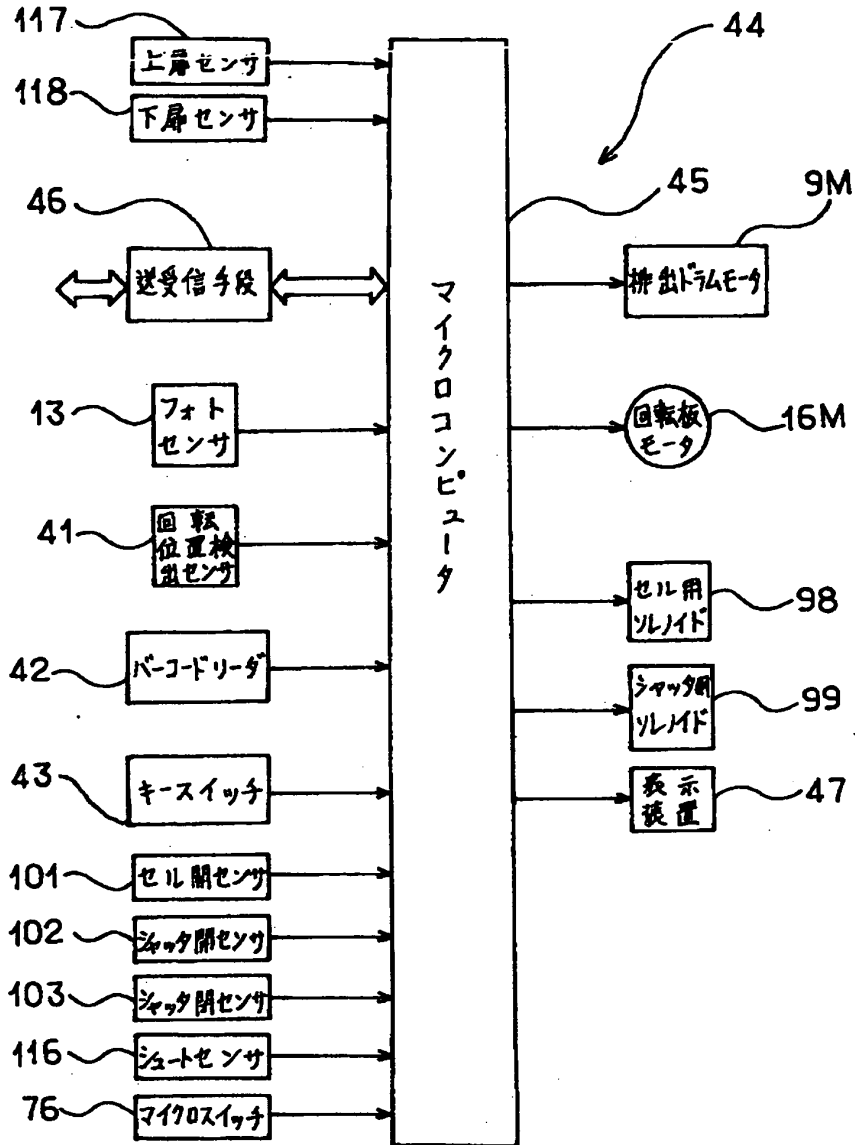 117
上扉センサ
118
下扉センサ
46
送受信手段
13
フォト
センサ
41
回転
位置検
出センサ
42
バーコードリーダ
43
キースイッチ
101
セル開センサ
102
シャッタ開センサ
103
シャッタ閉センサ
116
シュートセンサ
76
マイクロスイッチ
マイクロコンピュータ
44
45
9M
排出ドラムモータ
回転板
モータ
16M
セル用
ソレノイド
98
シャッタ用
ソレノイド
99
表示
装置
47